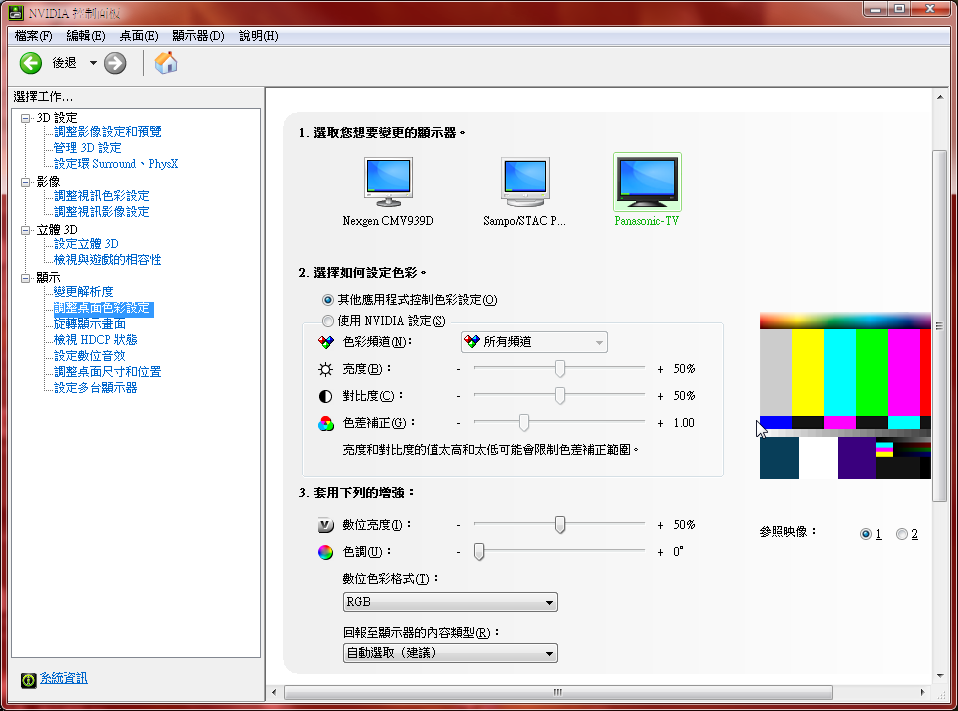 NVIDIA 控制面板
檔案(F) 編輯(E) 桌面(E) 顯示器(D) 說明(H)
後退
選擇工作...
3D 設定
調整影像設定和預覽
管理 3D 設定
設定環 Surround、PhysX
影像
調整視訊色彩設定
調整視訊影像設定
立體 3D
設定立體 3D
檢視與遊戲的相容性
顯示
變更解析度
調整桌面色彩設定
旋轉顯示畫面
檢視 HDCP 狀態
設定數位音效
調整桌面尺寸和位置
設定多台顯示器
系統資訊
1. 選取您想要變更的顯示器。
Nexgen CMV939D
Sampo/STAC P...
Panasonic-TV
2. 選擇如何設定色彩。
其他應用程式控制色彩設定(O)
使用 NVIDIA 設定(S)
色彩頻道(N)： 所有頻道
亮度(B)： - + 50%
對比度(C)： - + 50%
色差補正(G)： - + 1.00
亮度和對比度的值太高和太低可能會限制色差補正範圍。
3. 套用下列的增強：
數位亮度(I)： - + 50%
色調(U)： - + 0°
數位色彩格式(T)：
RGB
回報至顯示器的內容類型(R)：
自動選取（建議）
參照映像： 1 2